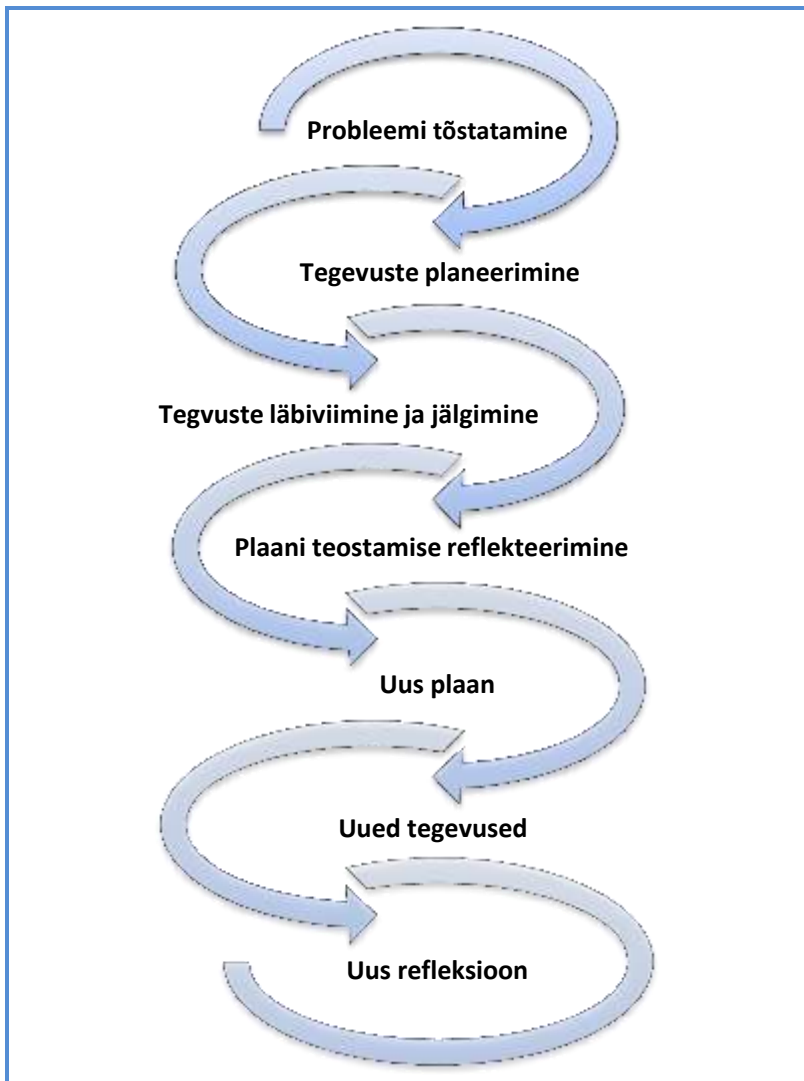 Probleemi tõstatamine
Tegevuste planeerimine
Tegvuste läbiviimine ja jälgimine
Plaani teostamise reflekteerimine
Uus plaan
Uued tegevused
Uus refleksioon